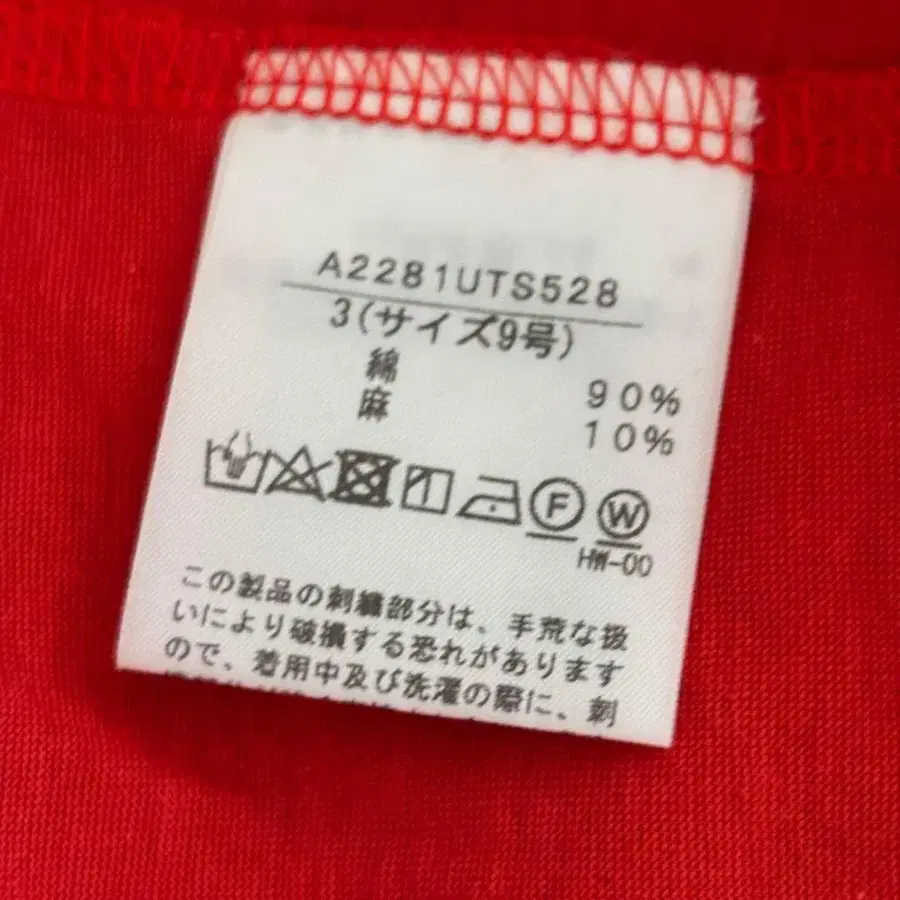 A2281UTS528
3(サイズ9号)
綿 90%
麻 10%
F W
HW-00
この製品の刺繍部分は、手荒な扱
いにより破損する恐れがあります
ので、着用中及び洗濯の際に、刺